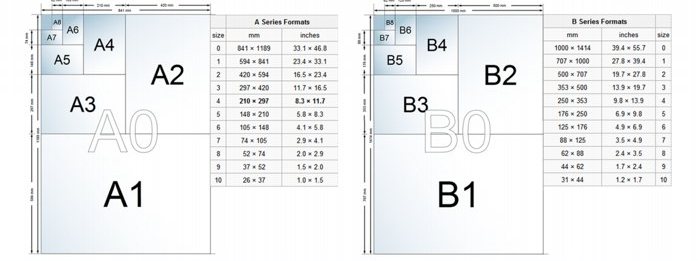 A Series Formats
size mm inches
0 841 × 1189 33.1 × 46.8
1 594 × 841 23.4 × 33.1
2 420 × 594 16.5 × 23.4
3 297 × 420 11.7 × 16.5
4 210 × 297 8.3 × 11.7
5 148 × 210 5.8 × 8.3
6 105 × 148 4.1 × 5.8
7 74 × 105 2.9 × 4.1
8 52 × 74 2.0 × 2.9
9 37 × 52 1.5 × 2.0
10 26 × 37 1.0 × 1.5
A8
A7
A6
A5
A4
A3
A2
A0
A1
B Series Formats
mm inches size
1000 × 1414 39.4 × 55.7 0
707 × 1000 27.8 × 39.4 1
500 × 707 19.7 × 27.8 2
353 × 500 13.9 × 19.7 3
250 × 353 9.8 × 13.9 4
176 × 250 6.9 × 9.8 5
125 × 176 4.9 × 6.9 6
88 × 125 3.5 × 4.9 7
62 × 88 2.4 × 3.5 8
44 × 62 1.7 × 2.4 9
31 × 44 1.2 × 1.7 10
B8
B7
B6
B5
B4
B3
B2
B0
B1